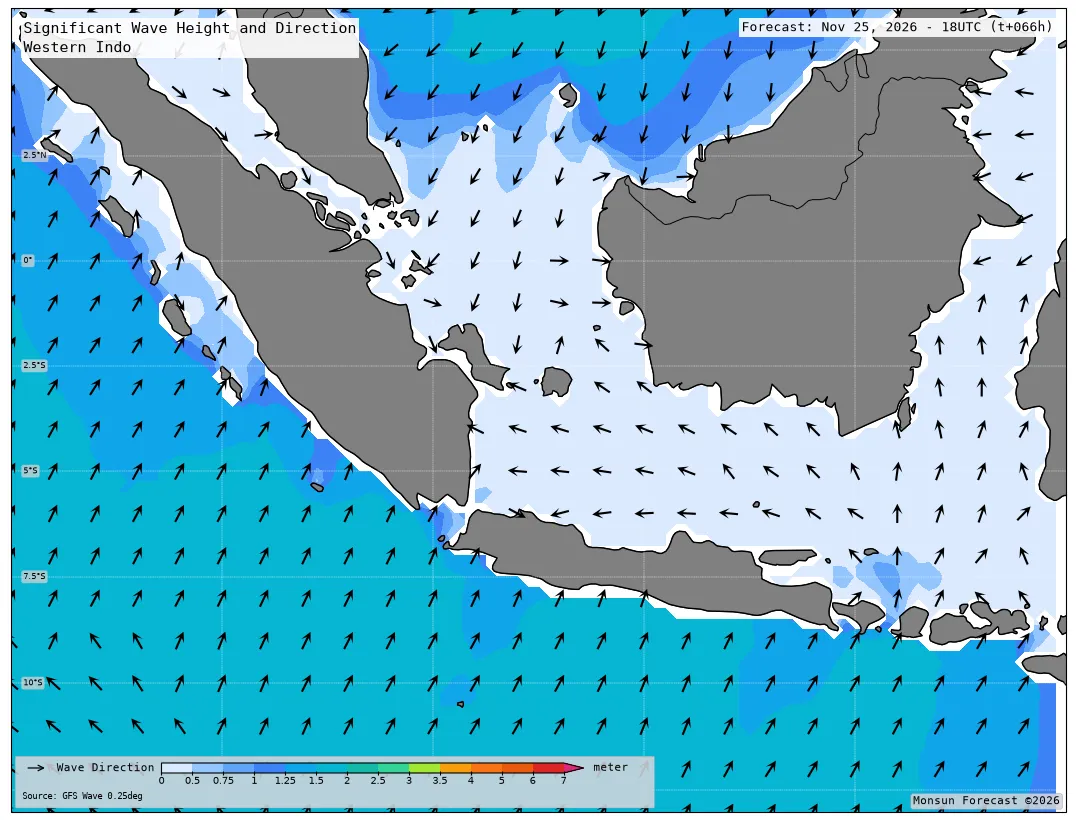 Significant Wave Height and Direction
Western Indo
Forecast: Nov 25, 2026 - 18UTC (t+066h)
2.5°N
0°
2.5°S
5°S
7.5°S
10°S
Wave Direction
meter
0 0.5 0.75 1 1.25 1.5 2 2.5 3 3.5 4 5 6 7
Source: GFS Wave 0.25deg
Monsun Forecast ©2026